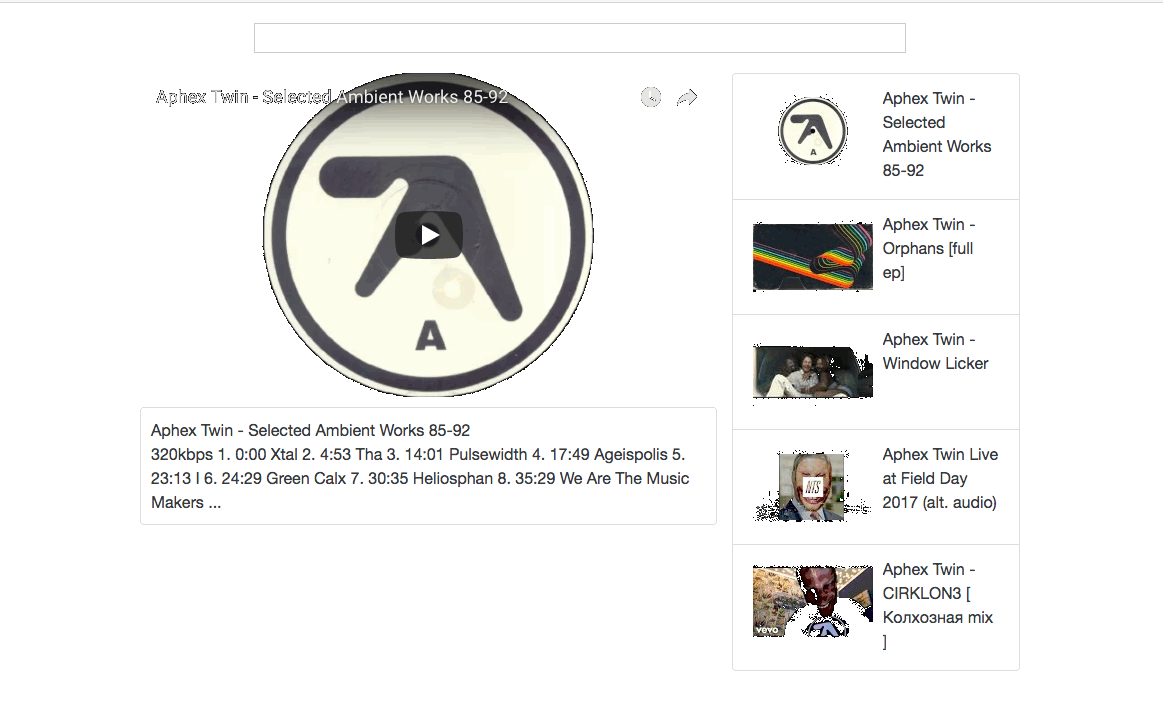 Aphex Twin - Selected Ambient Works 85-92
A
Aphex Twin - Selected Ambient Works 85-92
320kbps 1. 0:00 Xtal 2. 4:53 Tha 3. 14:01 Pulsewidth 4. 17:49 Ageispolis 5.
23:13 I 6. 24:29 Green Calx 7. 30:35 Heliosphan 8. 35:29 We Are The Music
Makers ...
A
Aphex Twin -
Selected
Ambient Works
85-92
Aphex Twin -
Orphans [full
ep]
Aphex Twin -
Window Licker
NTS
Aphex Twin Live
at Field Day
2017 (alt. audio)
vevo
Aphex Twin -
CIRKLON3 [
Колхозная mix
]